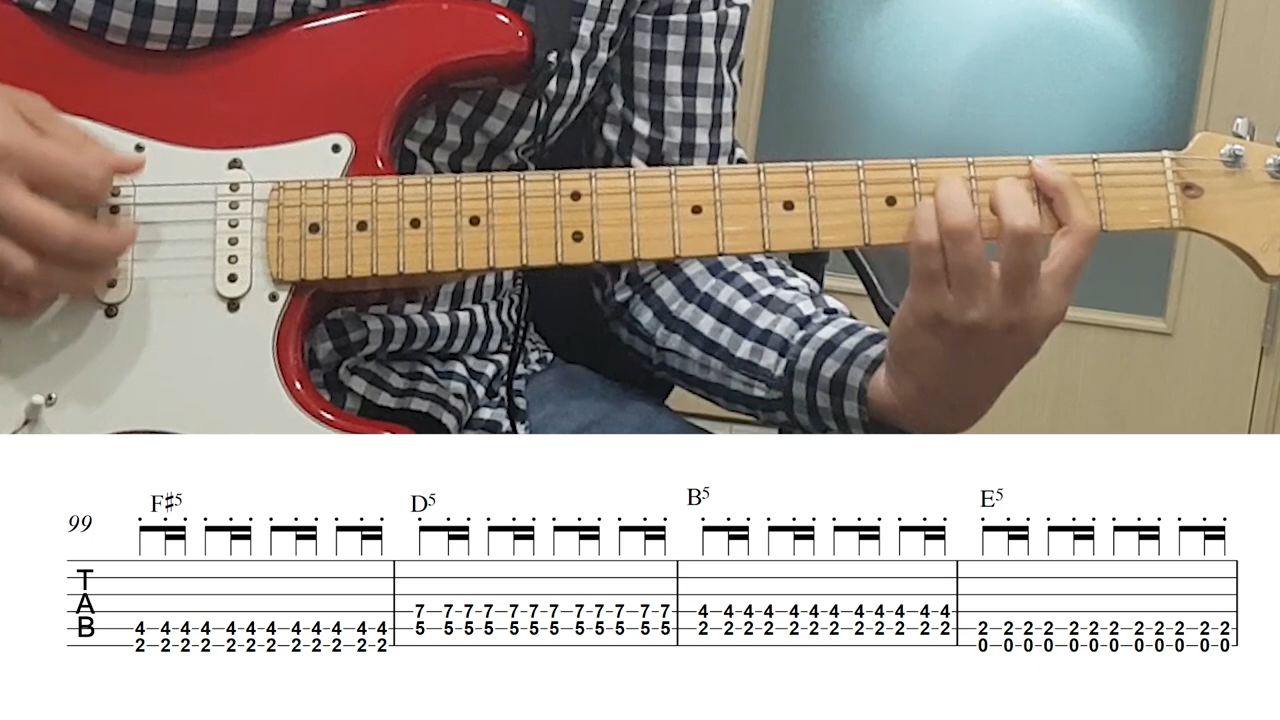 F♯5 D5 B5 E5
99
T
A 7 7 7 7 7 7 7 7 7 7 7 7 4 4 4 4 4 4 4 4 4 4 4 4
B 4 4 4 4 4 4 4 4 4 4 4 4 5 5 5 5 5 5 5 5 5 5 5 5 2 2 2 2 2 2 2 2 2 2 2 2 2 2 2 2 2 2 2 2 2 2 2 2
2 2 2 2 2 2 2 2 2 2 2 2 0 0 0 0 0 0 0 0 0 0 0 0